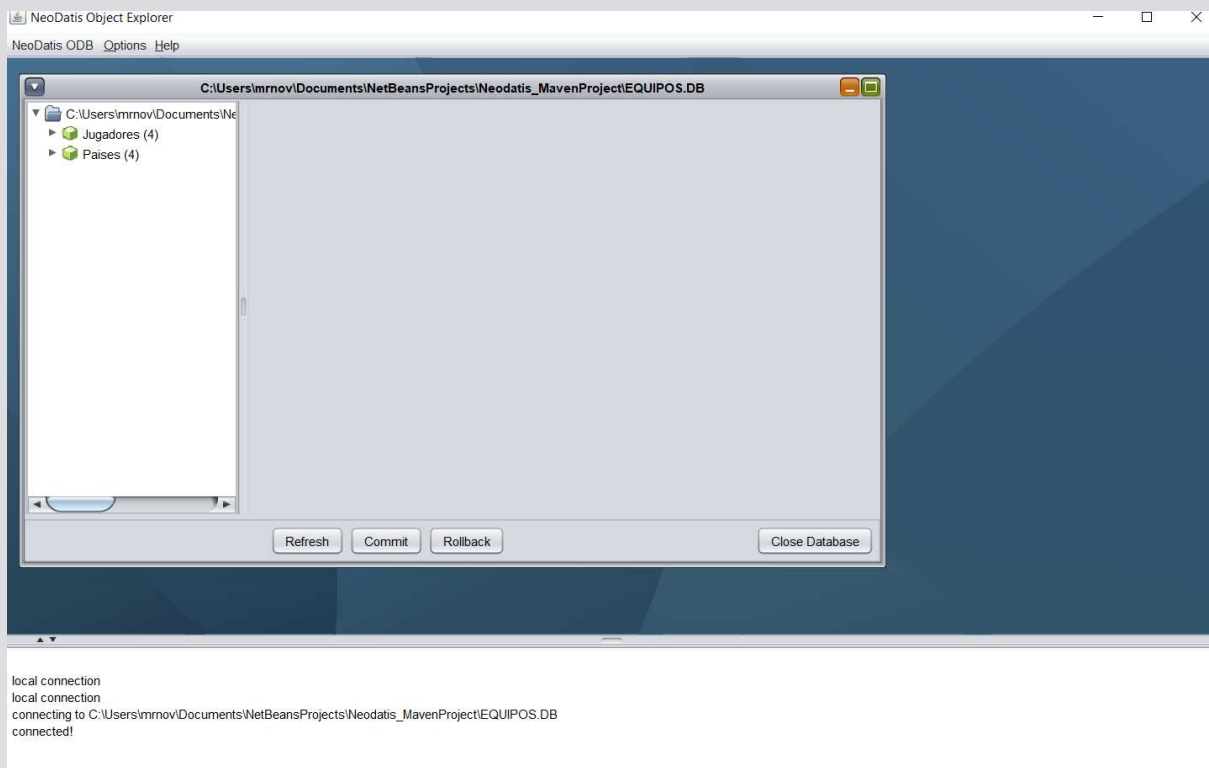 NeoDatis Object Explorer
NeoDatis ODB Options Help
C:\Users\mrnov\Documents\NetBeansProjects\Neodatis_MavenProject\EQUIPOS.DB
C:\Users\mrnov\Documents\Ne
Jugadores (4)
Paises (4)
Refresh Commit Rollback Close Database
local connection
local connection
connecting to C:\Users\mrnov\Documents\NetBeansProjects\Neodatis_MavenProject\EQUIPOS.DB
connected!